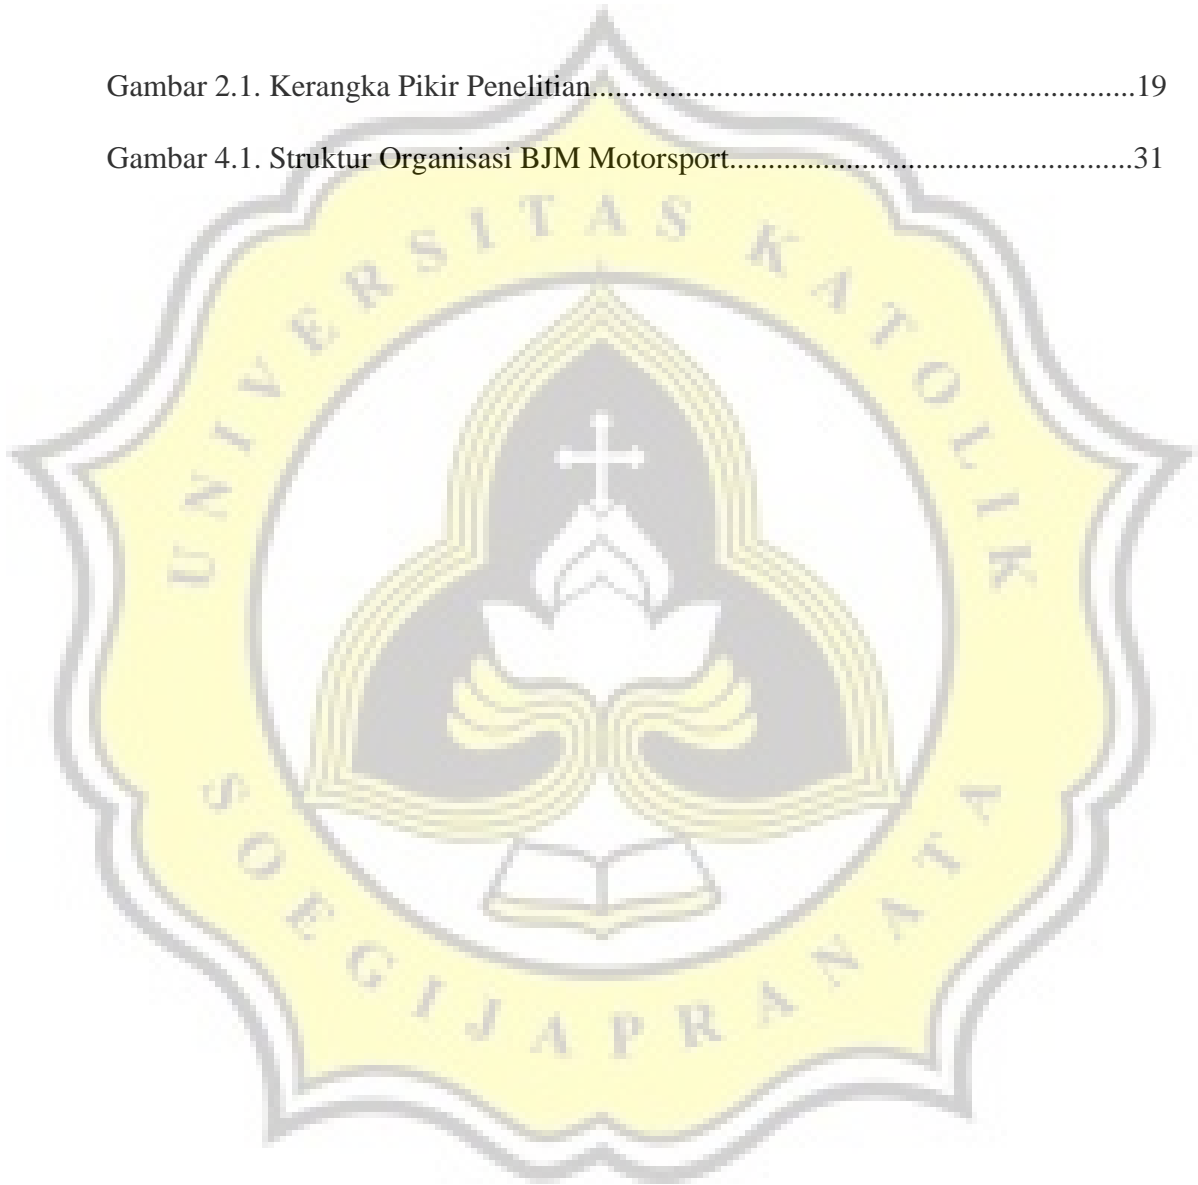 Gambar 2.1. Kerangka Pikir Penelitian......................................................................19
Gambar 4.1. Struktur Organisasi BJM Motorsport....................................................31
UNIVERSITAS KATOLIK
SOEGIJAPRANATA